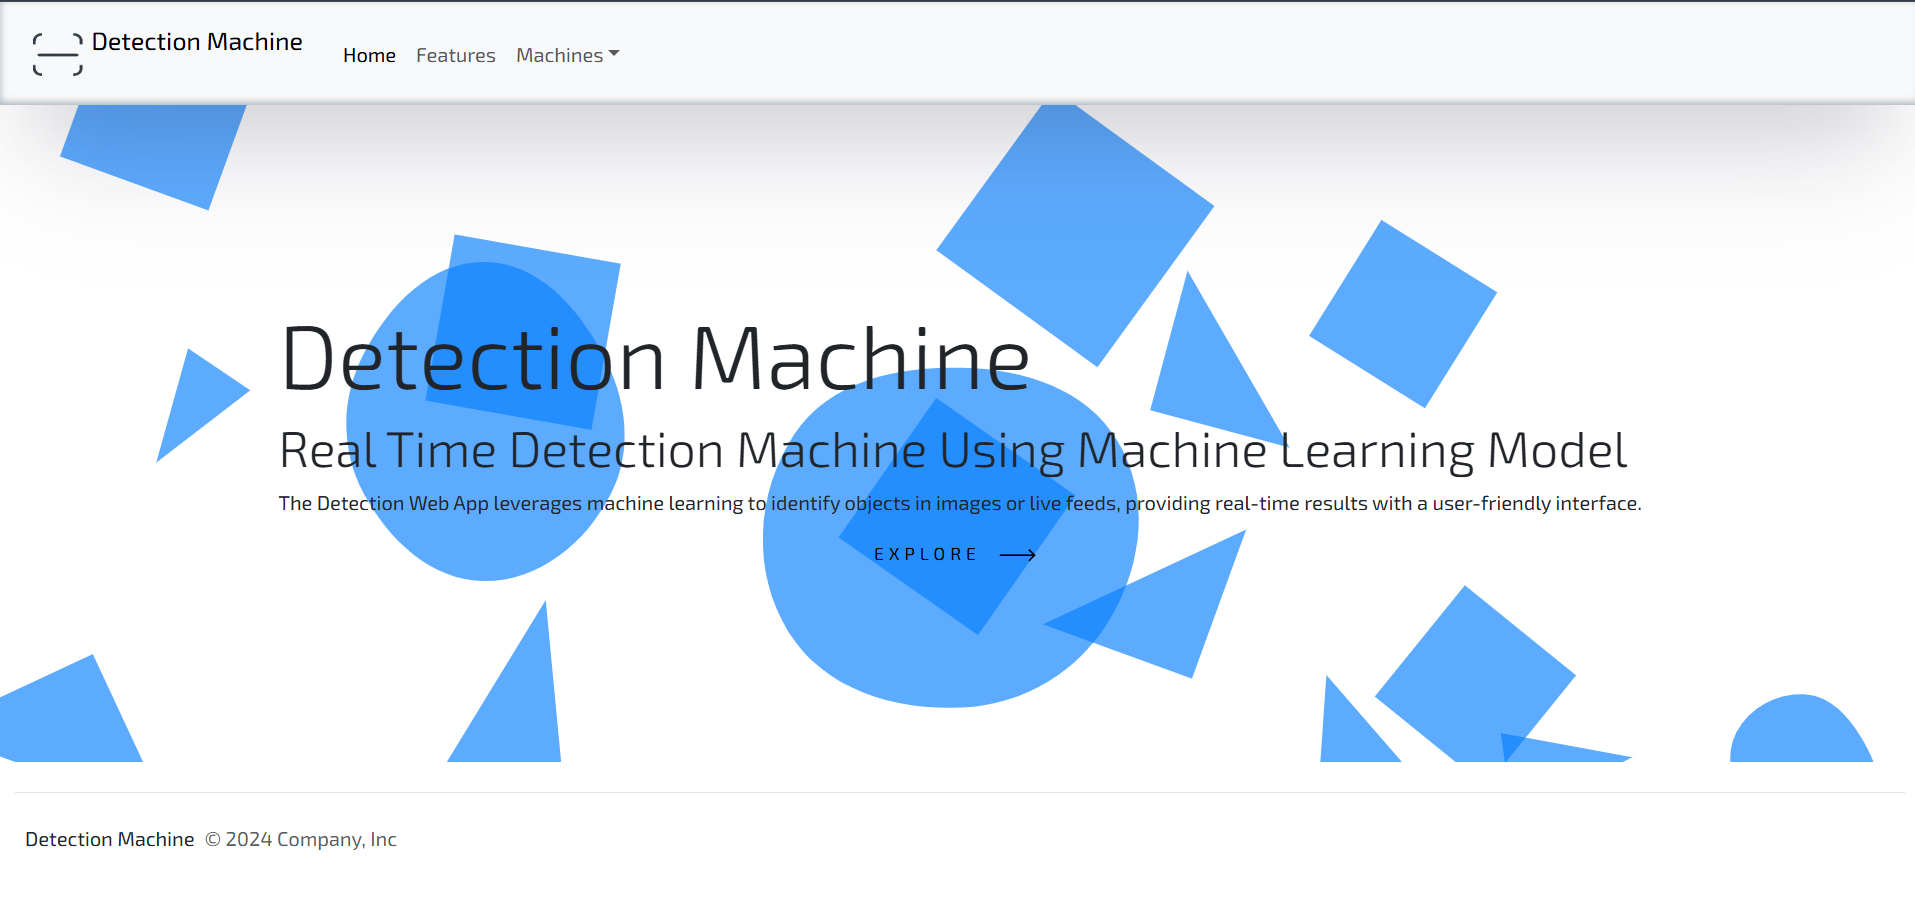 Detection Machine
Home Features Machines
Detection Machine
Real Time Detection Machine Using Machine Learning Model
The Detection Web App leverages machine learning to identify objects in images or live feeds, providing real-time results with a user-friendly interface.
EXPLORE
Detection Machine © 2024 Company, Inc